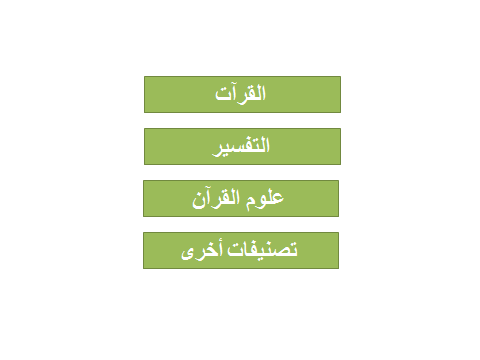 القرآت
التفسير
علوم القرآن
تصنيفات أخرى